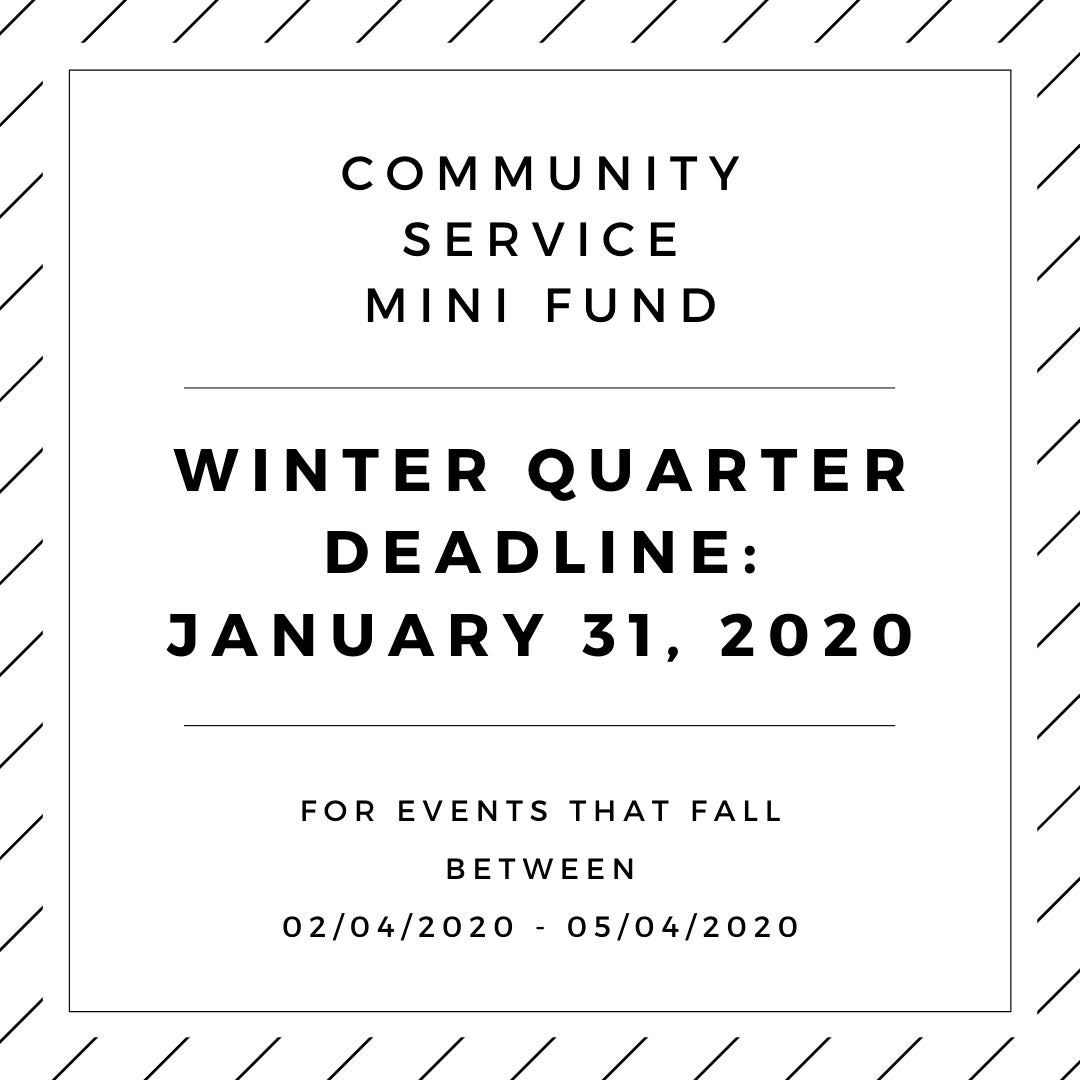 COMMUNITY
SERVICE
MINI FUND
WINTER QUARTER
DEADLINE:
JANUARY 31, 2020
FOR EVENTS THAT FALL
BETWEEN
02/04/2020 - 05/04/2020